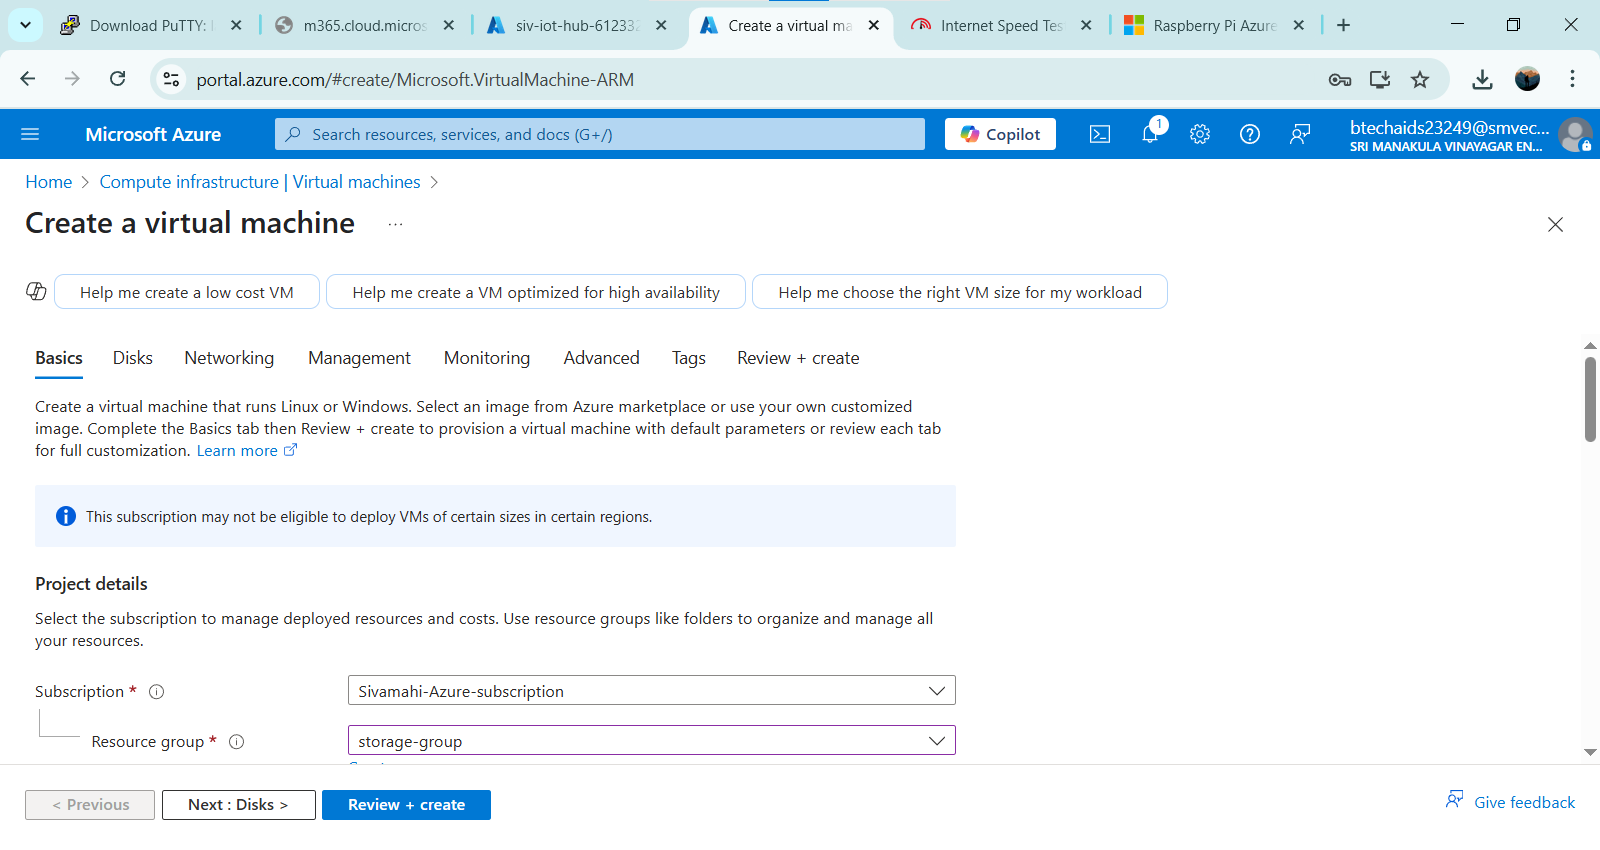 Download PuTTY:
m365.cloud.micros
siv-iot-hub-61233
Create a virtual ma
Internet Speed Tes
Raspberry Pi Azure
portal.azure.com/#create/Microsoft.VirtualMachine-ARM
Microsoft Azure
Search resources, services, and docs (G+/)
Copilot
1
btechaids23249@smvec...
SRI MANAKULA VINAYAGAR EN...
Home > Compute infrastructure | Virtual machines >
Create a virtual machine ...
Help me create a low cost VM
Help me create a VM optimized for high availability
Help me choose the right VM size for my workload
Basics Disks Networking Management Monitoring Advanced Tags Review + create
Create a virtual machine that runs Linux or Windows. Select an image from Azure marketplace or use your own customized
image. Complete the Basics tab then Review + create to provision a virtual machine with default parameters or review each tab
for full customization. Learn more
This subscription may not be eligible to deploy VMs of certain sizes in certain regions.
Project details
Select the subscription to manage deployed resources and costs. Use resource groups like folders to organize and manage all
your resources.
Subscription *
Sivamahi-Azure-subscription
Resource group *
storage-group
< Previous
Next : Disks >
Review + create
Give feedback